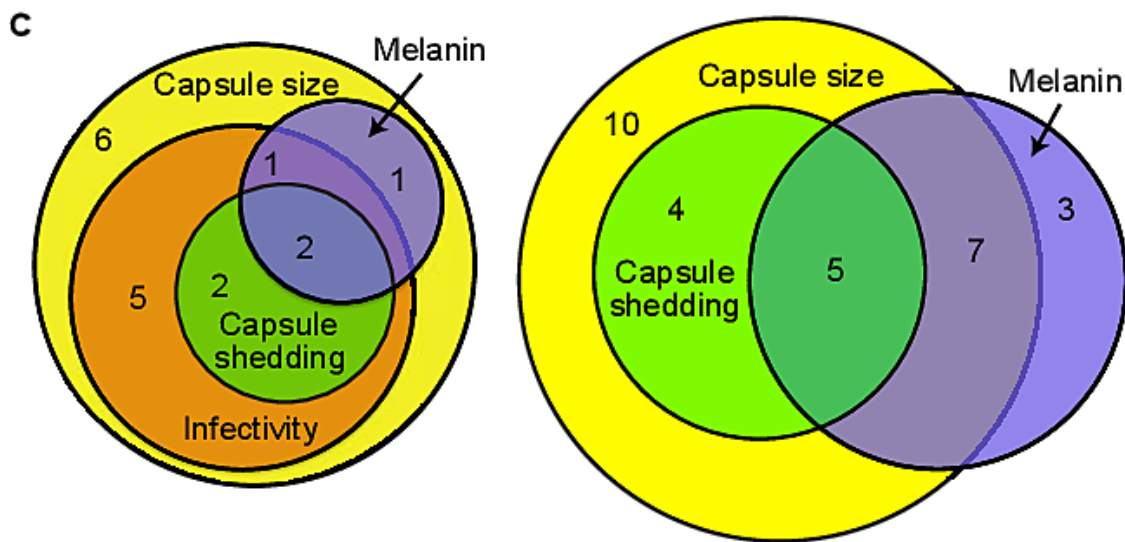 C
Melanin
Capsule size
6
1
1
2
5
2
Capsule
shedding
Infectivity
Capsule size
Melanin
10
4
3
7
5
Capsule
shedding